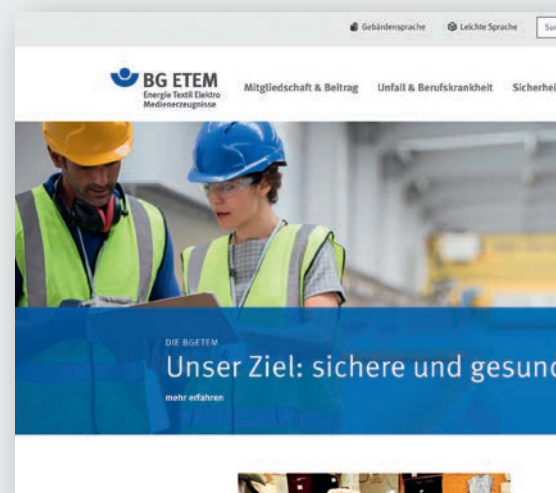 Gebärdensprache Leichte Sprache
BG ETEM
Energie Textil Elektro
Medienerzeugnisse
Mitgliedschaft & Beitrag Unfall & Berufskrankheit Sicherhei
DIE BGETEM
Unser Ziel: sichere und gesund
mehr erfahren